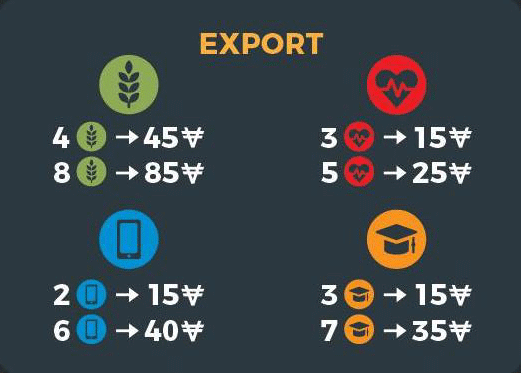 EXPORT
4 → 45₩
8 → 85₩
3 → 15₩
5 → 25₩
2 → 15₩
6 → 40₩
3 → 15₩
7 → 35₩